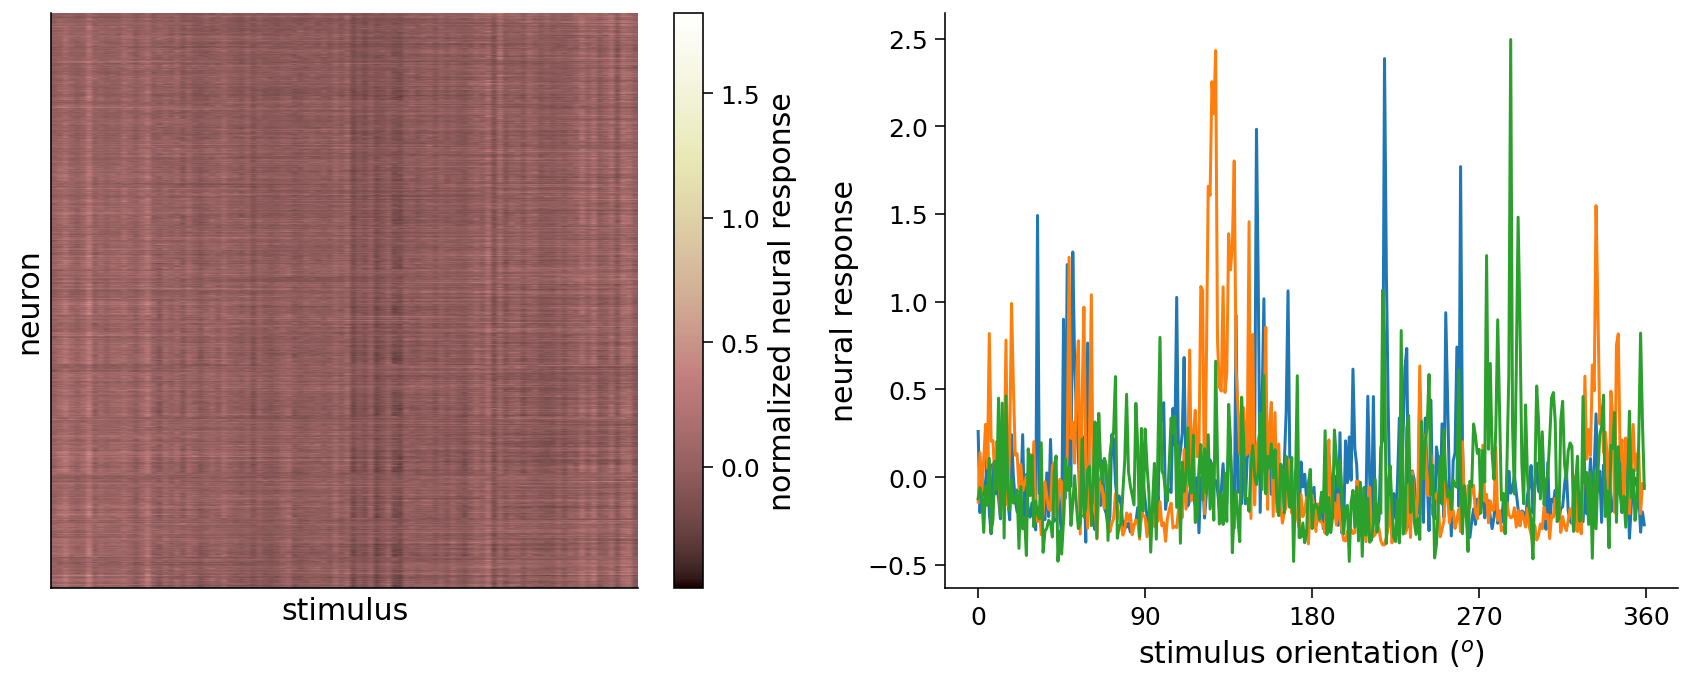 neuron
stimulus
1.5
1.0
0.5
0.0
normalized neural response
neural response
2.5
2.0
1.5
1.0
0.5
0.0
−0.5
0 90 180 270 360
stimulus orientation (o)